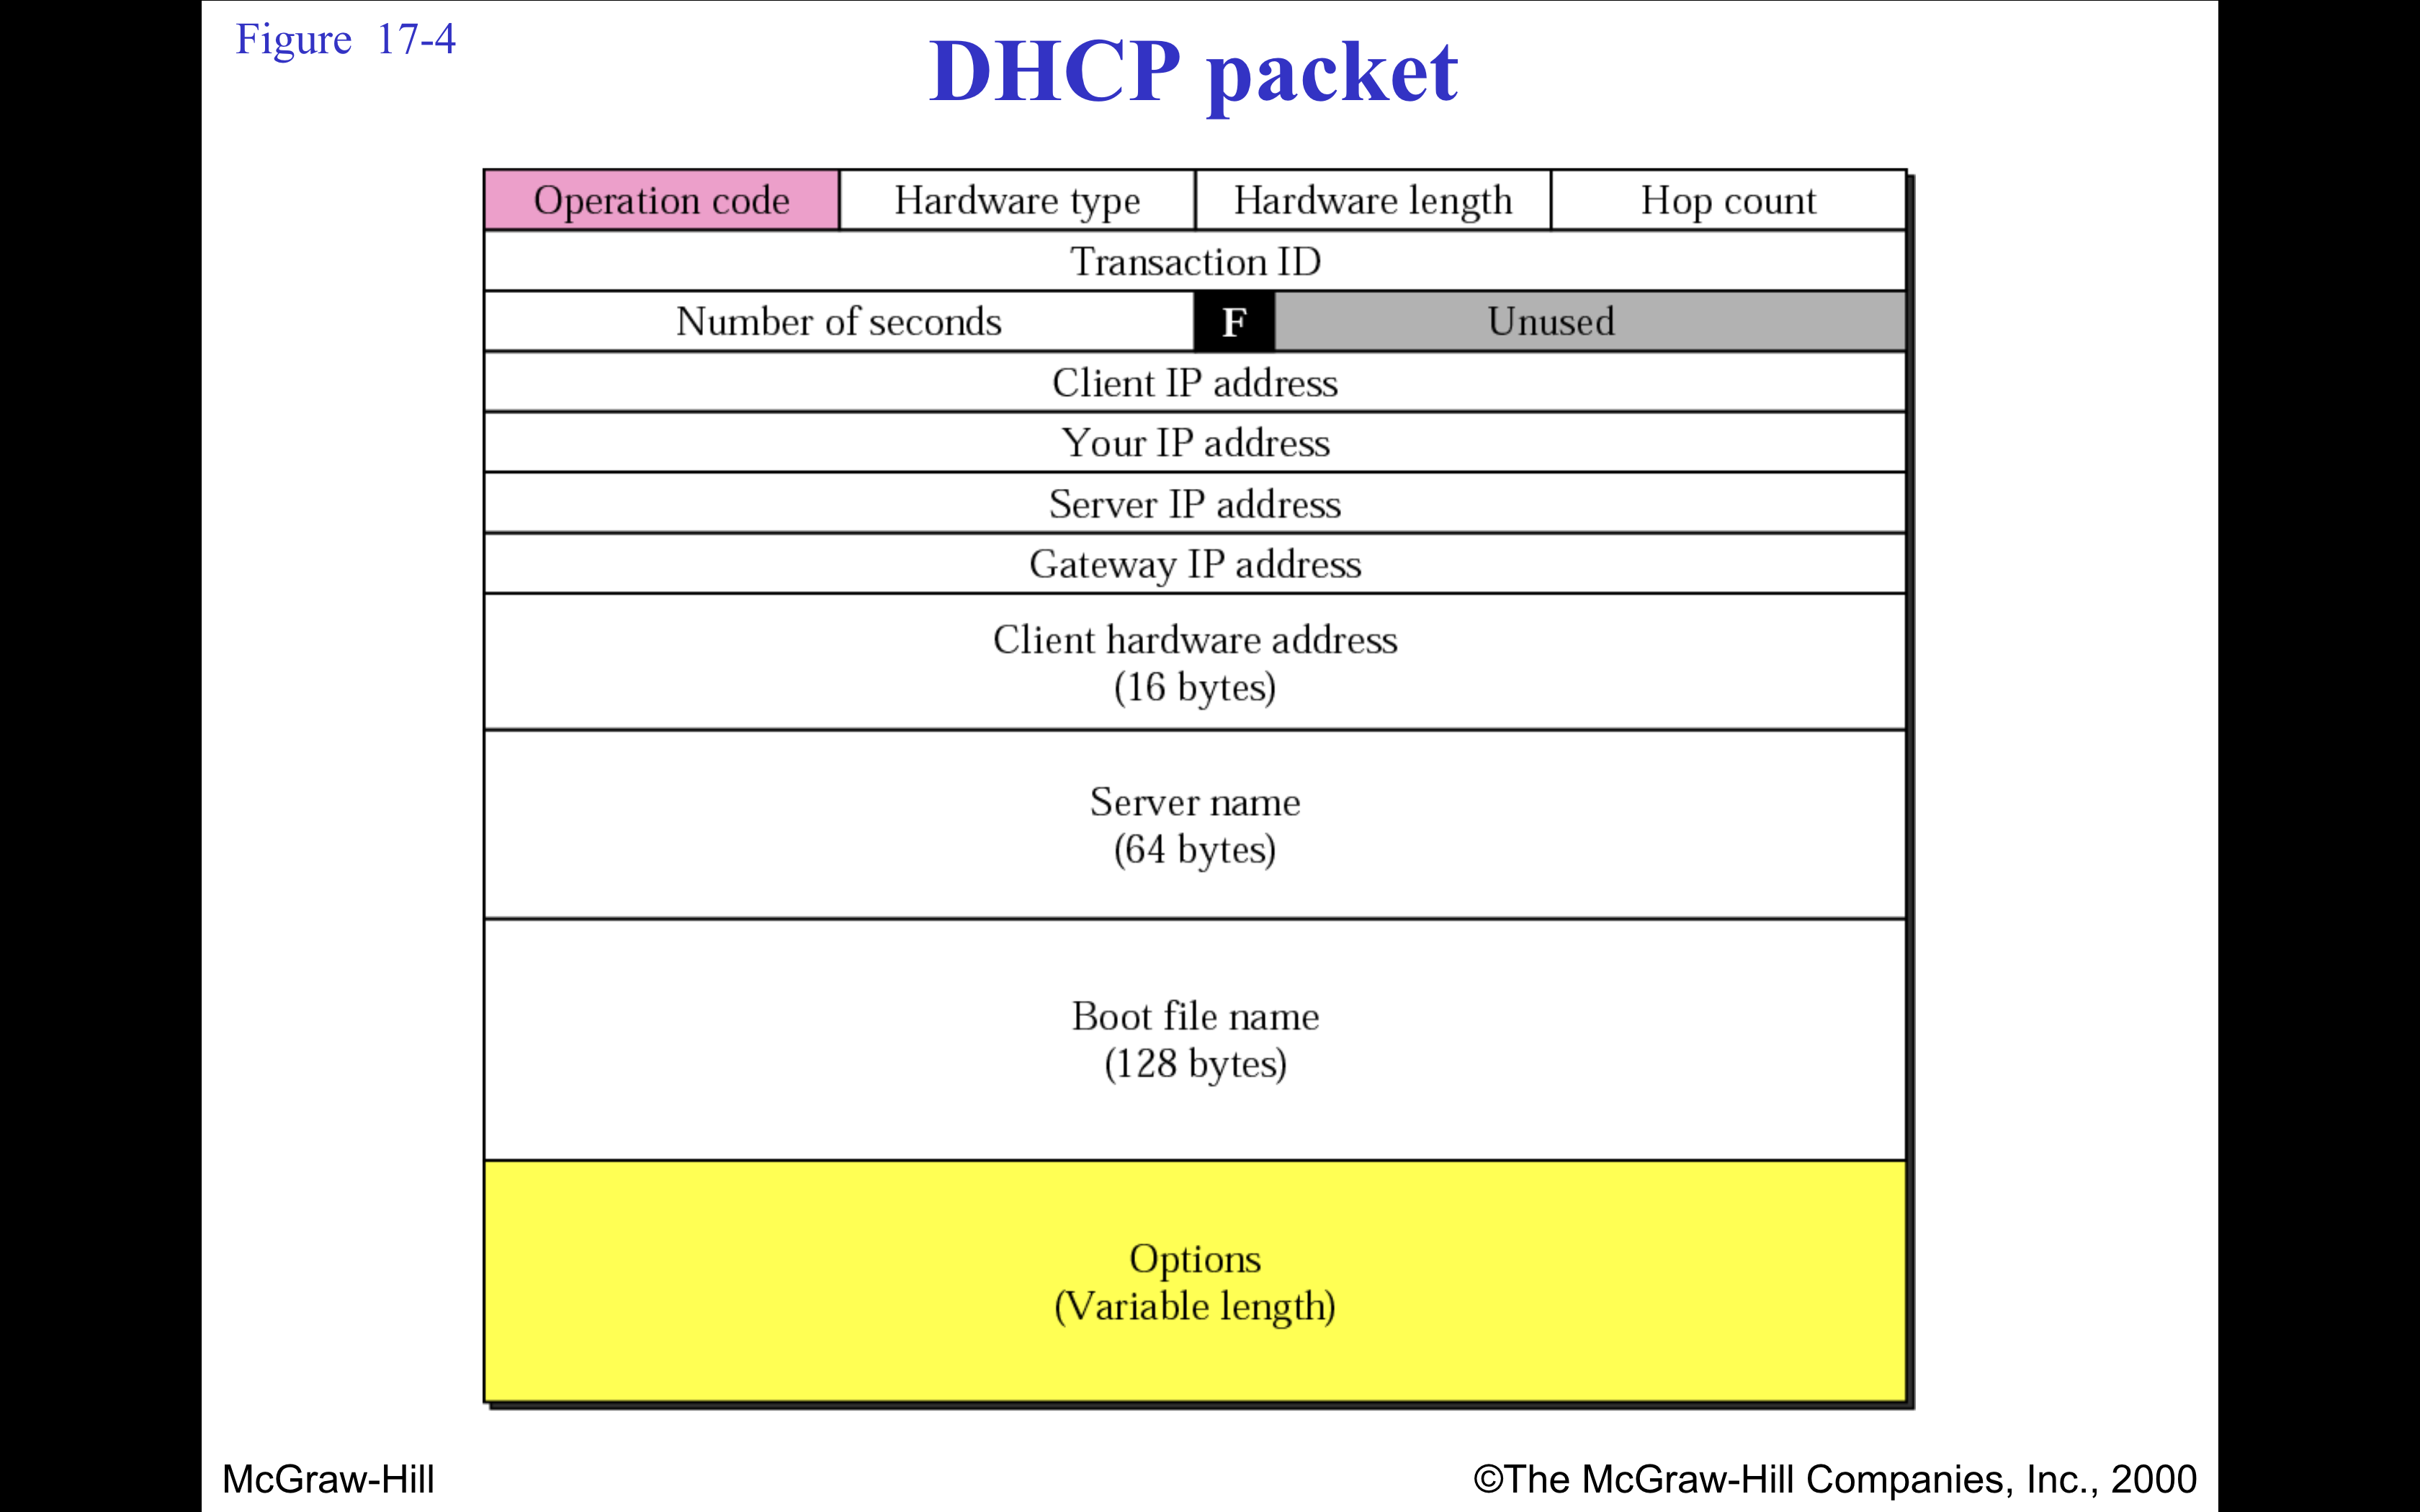 Figure 17-4
DHCP packet
Operation code Hardware type Hardware length Hop count
Transaction ID
Number of seconds F Unused
Client IP address
Your IP address
Server IP address
Gateway IP address
Client hardware address
(16 bytes)
Server name
(64 bytes)
Boot file name
(128 bytes)
Options
(Variable length)
McGraw-Hill ©The McGraw-Hill Companies, Inc., 2000